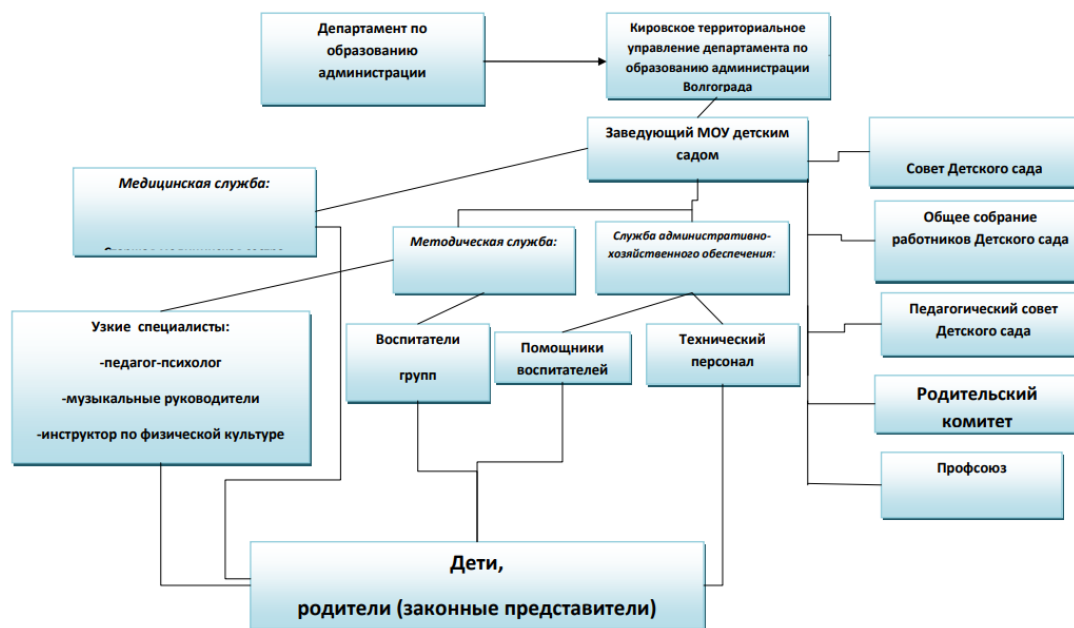 Департамент по
образованию
администрации
Кировское территориальное
управление департамента по
образованию администрации
Волгограда
Заведующий МОУ детским
садом
Совет Детского сада
Медицинская служба:
Общее собрание
работников Детского сада
Методическая служба:
Служба административно-
хозяйственного обеспечения:
Педагогический совет
Детского сада
Узкие специалисты:
-педагог-психолог
-музыкальные руководители
-инструктор по физической культуре
Воспитатели
групп
Помощники
воспитателей
Технический
персонал
Родительский
комитет
Профсоюз
Дети,
родители (законные представители)